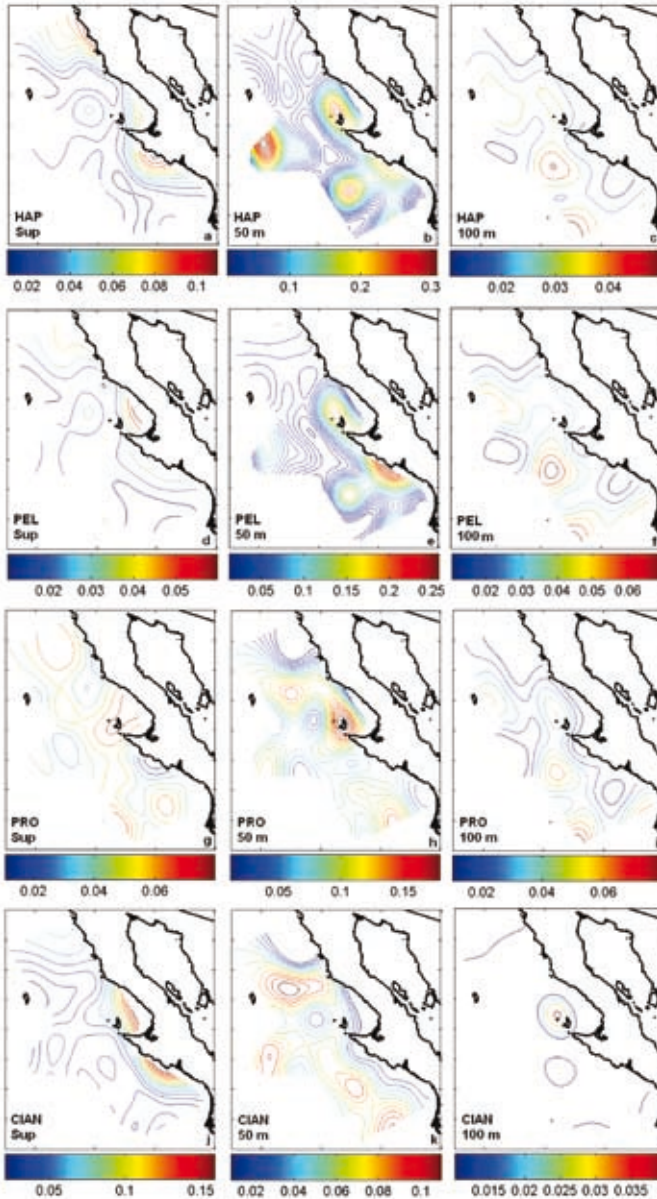 HAP
Sup
a
HAP
50 m
b
HAP
100 m
c
0.02 0.04 0.06 0.08 0.1
0.1 0.2 0.3
0.02 0.03 0.04
PEL
Sup
d
PEL
50 m
e
PEL
100 m
f
0.02 0.03 0.04 0.05
0.05 0.10 0.15 0.20 0.25
0.02 0.03 0.04 0.05 0.06
PRO
Sup
g
PRO
50 m
h
PRO
100 m
i
0.02 0.04 0.06
0.05 0.1 0.15
0.02 0.04 0.06
CIAN
Sup
j
CIAN
50 m
k
CIAN
100 m
0.05 0.1 0.15
0.02 0.04 0.06 0.08 0.1
0.015 0.02 0.025 0.03 0.035